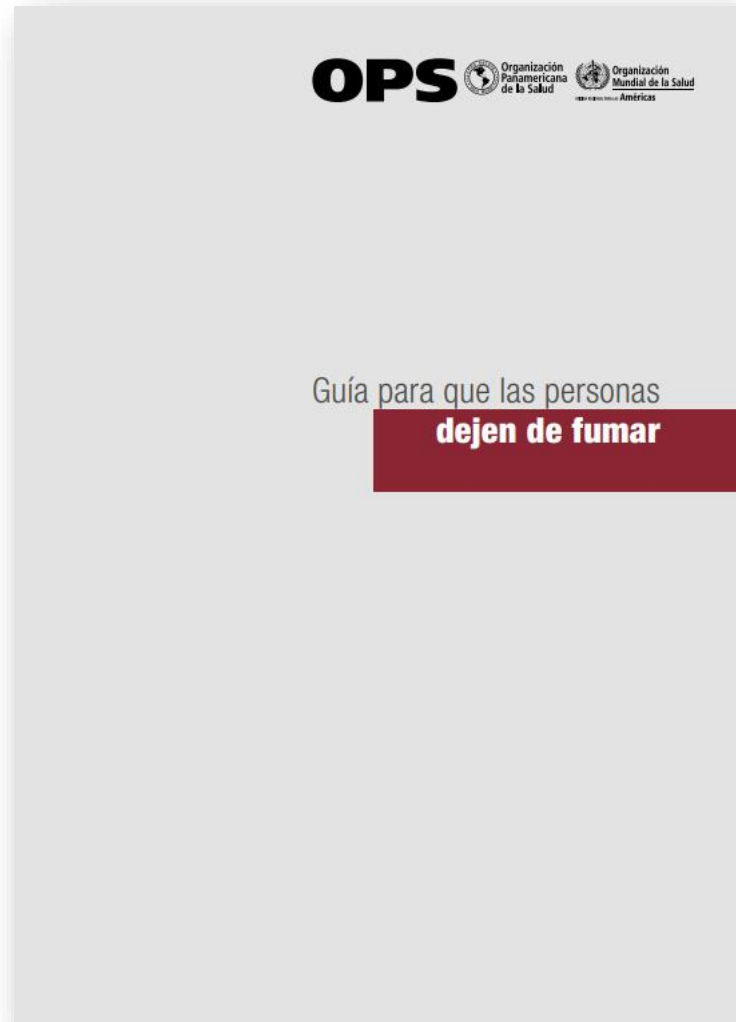 OPS
Organización
Panamericana
de la Salud
Organización
Mundial de la Salud
Américas
Guía para que las personas
dejen de fumar